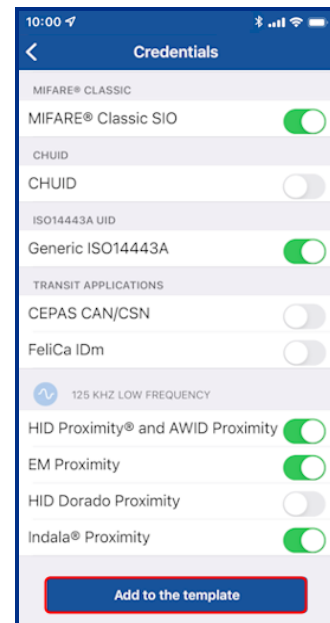 10:00
Credentials
MIFARE® CLASSIC
MIFARE® Classic SIO
CHUID
CHUID
ISO14443A UID
Generic ISO14443A
TRANSIT APPLICATIONS
CEPAS CAN/CSN
FeliCa IDm
125 KHZ LOW FREQUENCY
HID Proximity® and AWID Proximity
EM Proximity
HID Dorado Proximity
Indala® Proximity
Add to the template